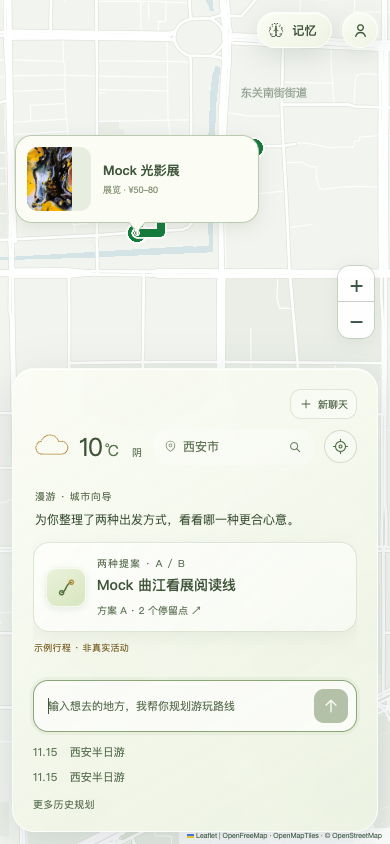 记忆
东关南街街道
Mock 光影展
展览 · ¥50–80
+
−
+ 新聊天
10℃ 阴 西安市
漫游 · 城市向导
为你整理了两种出发方式，看看哪一种更合心意。
两种提案 · A / B
Mock 曲江看展阅读线
方案 A · 2 个停留点 ↗
示例行程 · 非真实活动
输入想去的地方，我帮你规划游玩路线
11.15 西安半日游
11.15 西安半日游
更多历史规划
Leaflet | OpenFreeMap · OpenMapTiles · © OpenStreetMap